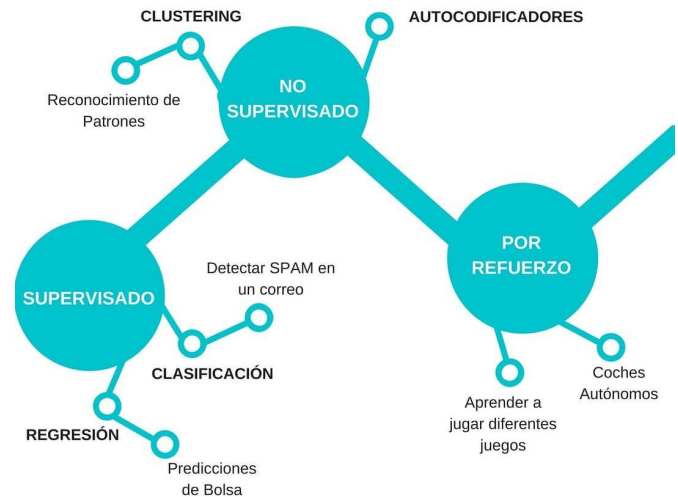 CLUSTERING
AUTOCODIFICADORES
Reconocimiento de
Patrones
NO
SUPERVISADO
POR
REFUERZO
SUPERVISADO
Detectar SPAM en
un correo
CLASIFICACIÓN
REGRESIÓN
Predicciones
de Bolsa
Aprender a
jugar diferentes
juegos
Coches
Autónomos